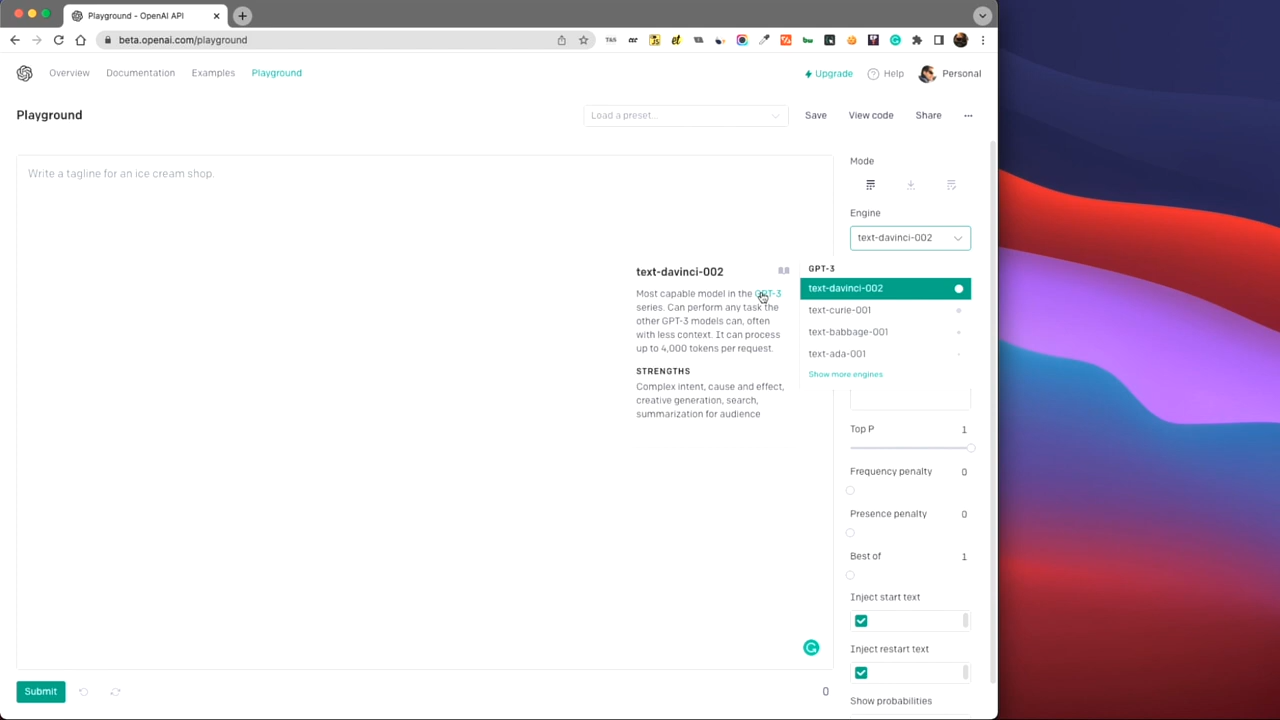 Playground - OpenAI API
beta.openai.com/playground
Overview
Documentation
Examples
Playground
Upgrade
Help
Personal
Playground
Load a preset...
Save
View code
Share
Write a tagline for an ice cream shop.
Mode
Engine
text-davinci-002
text-davinci-002
Most capable model in the GPT-3
series. Can perform any task the
other GPT-3 models can, often
with less context. It can process
up to 4,000 tokens per request.
STRENGTHS
Complex intent, cause and effect,
creative generation, search,
summarization for audience
GPT-3
text-davinci-002
text-curie-001
text-babbage-001
text-ada-001
Show more engines
Top P
1
Frequency penalty
0
Presence penalty
0
Best of
1
Inject start text
Inject restart text
Show probabilities
Submit
0